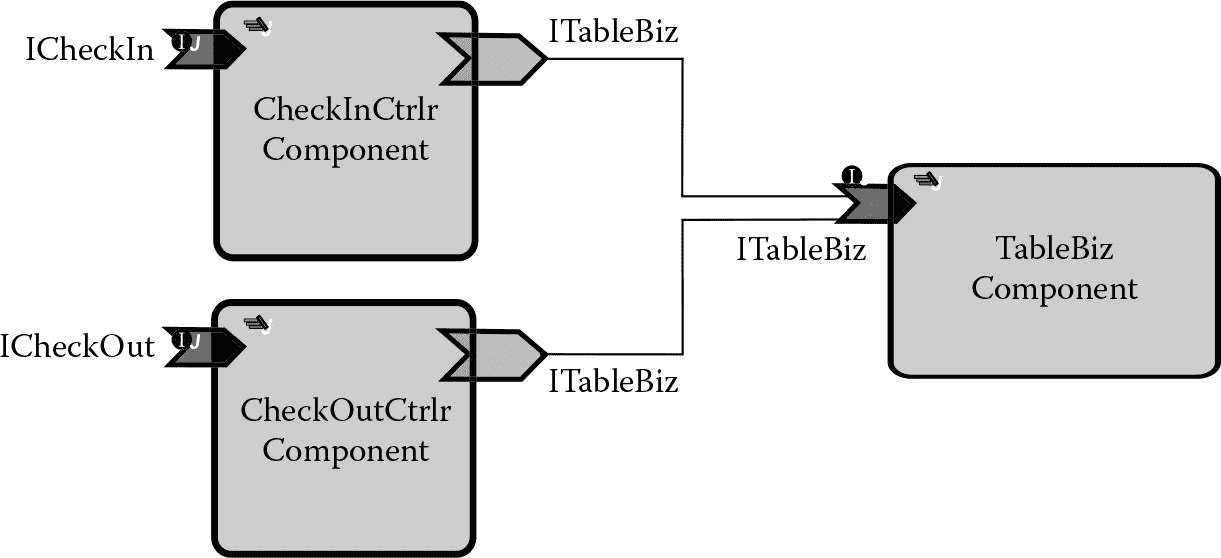 ICheckIn
I J
ITableBiz
CheckInCtrlr
Component
I
ITableBiz
TableBiz
Component
ICheckOut
I J
ITableBiz
CheckOutCtrlr
Component